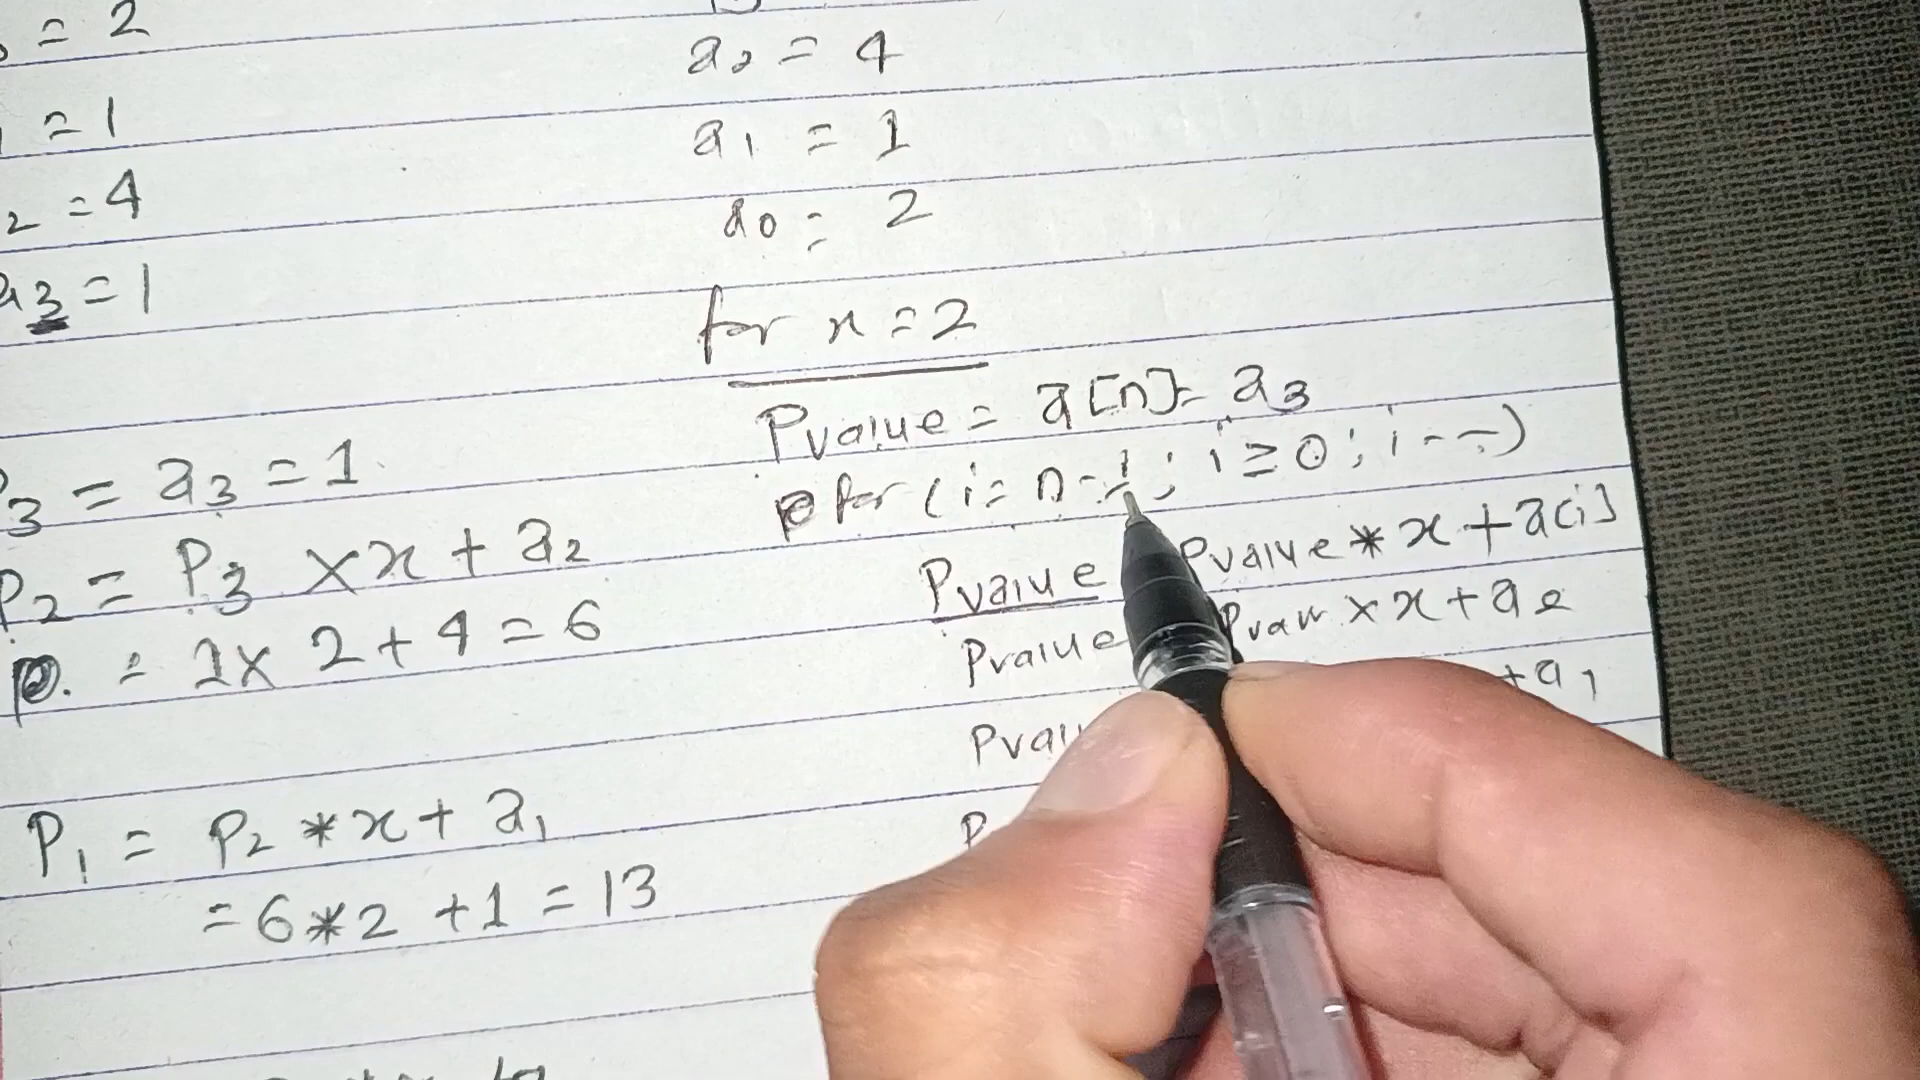 = 2
= 1
2 = 4
a3 = 1
P3 = a3 = 1
P2 = P3 × x + a2
= 1 × 2 + 4 = 6
P1 = P2 * x + a1
= 6 * 2 + 1 = 13
a2 = 4
a1 = 1
a0 = 2
for x = 2
Pvalue = a[n] = a3
for (i = n-1; i ≥ 0; i--)
Pvalue Pvalue * x + a[i]
Pvalue × x + a2
+ a1